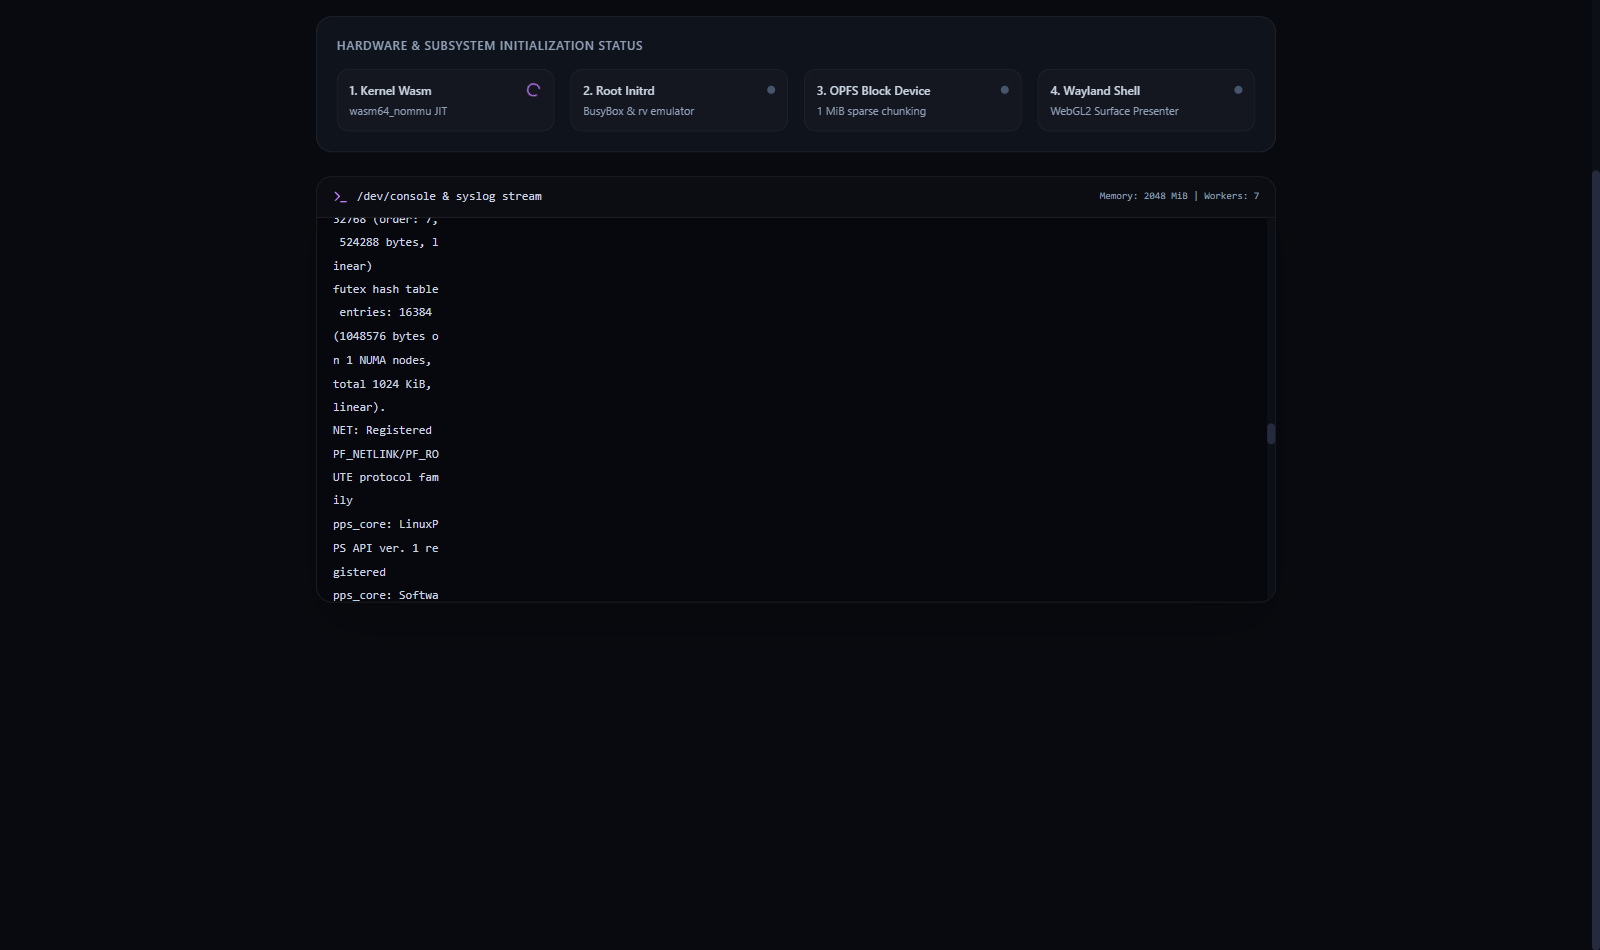 HARDWARE & SUBSYSTEM INITIALIZATION STATUS
1. Kernel Wasm
wasm64_nommu JIT
2. Root Initrd
BusyBox & rv emulator
3. OPFS Block Device
1 MiB sparse chunking
4. Wayland Shell
WebGL2 Surface Presenter
/dev/console & syslog stream
Memory: 2048 MiB | Workers: 7
32768 (order: 7,
 524288 bytes, l
inear)
futex hash table
 entries: 16384
(1048576 bytes o
n 1 NUMA nodes,
total 1024 KiB,
linear).
NET: Registered
PF_NETLINK/PF_RO
UTE protocol fam
ily
pps_core: LinuxP
PS API ver. 1 re
gistered
pps_core: Softwa